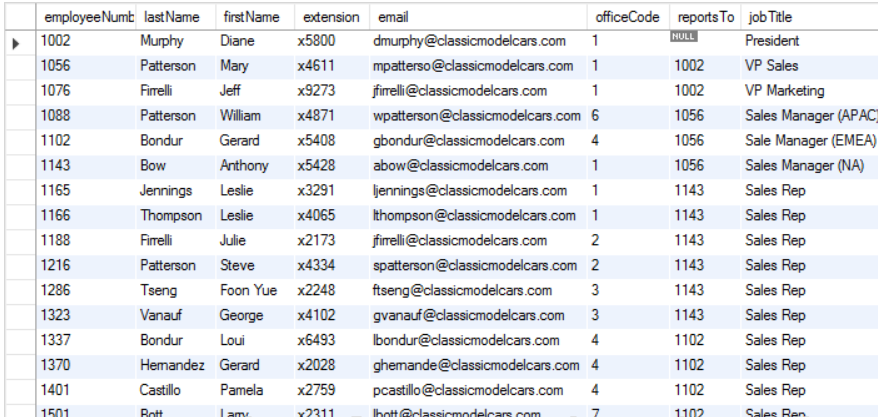 employeeNumb lastName firstName extension email officeCode reportsTo jobTitle
1002 Murphy Diane x5800 dmurphy@classicmodelcars.com 1 NULL President
1056 Patterson Mary x4611 mpatterso@classicmodelcars.com 1 1002 VP Sales
1076 Firrelli Jeff x9273 jfirrelli@classicmodelcars.com 1 1002 VP Marketing
1088 Patterson William x4871 wpatterson@classicmodelcars.com 6 1056 Sales Manager (APAC)
1102 Bondur Gerard x5408 gbondur@classicmodelcars.com 4 1056 Sale Manager (EMEA)
1143 Bow Anthony x5428 abow@classicmodelcars.com 1 1056 Sales Manager (NA)
1165 Jennings Leslie x3291 ljennings@classicmodelcars.com 1 1143 Sales Rep
1166 Thompson Leslie x4065 lthompson@classicmodelcars.com 1 1143 Sales Rep
1188 Firrelli Julie x2173 jfirrelli@classicmodelcars.com 2 1143 Sales Rep
1216 Patterson Steve x4334 spatterson@classicmodelcars.com 2 1143 Sales Rep
1286 Tseng Foon Yue x2248 ftseng@classicmodelcars.com 3 1143 Sales Rep
1323 Vanauf George x4102 gvanauf@classicmodelcars.com 3 1143 Sales Rep
1337 Bondur Loui x6493 lbondur@classicmodelcars.com 4 1102 Sales Rep
1370 Hernandez Gerard x2028 ghernande@classicmodelcars.com 4 1102 Sales Rep
1401 Castillo Pamela x2759 pcastillo@classicmodelcars.com 4 1102 Sales Rep
1501 Bott Larry x2311 lbott@classicmodelcars.com 7 1102 Sales Rep